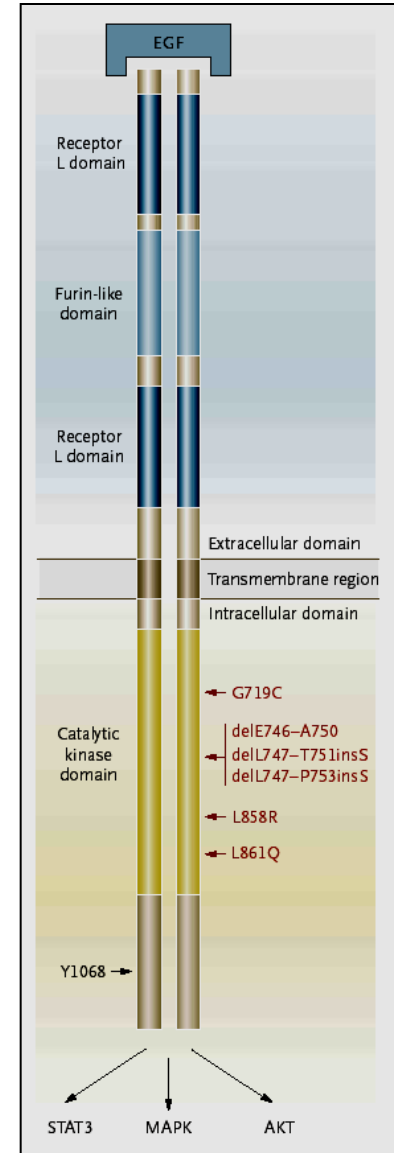 EGF
Receptor
L domain
Furin-like
domain
Receptor
L domain
Extracellular domain
Transmembrane region
Intracellular domain
G719C
delE746–A750
delL747–T751insS
delL747–P753insS
Catalytic
kinase
domain
L858R
L861Q
Y1068
STAT3
MAPK
AKT